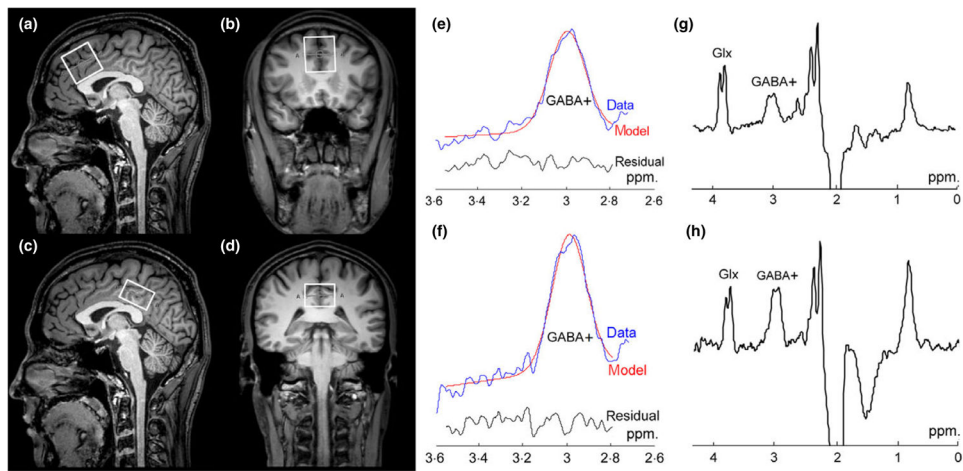 (a)
(b)
A
(c)
(d)
A A
(e)
GABA+
Data
Model
Residual
ppm.
3·6 3·4 3·2 3 2·8 2·6
(f)
GABA+
Data
Model
Residual
ppm.
3·6 3·4 3·2 3 2·8 2·6
(g)
Glx
GABA+
ppm.
4 3 2 1 0
(h)
Glx
GABA+
ppm.
4 3 2 1 0